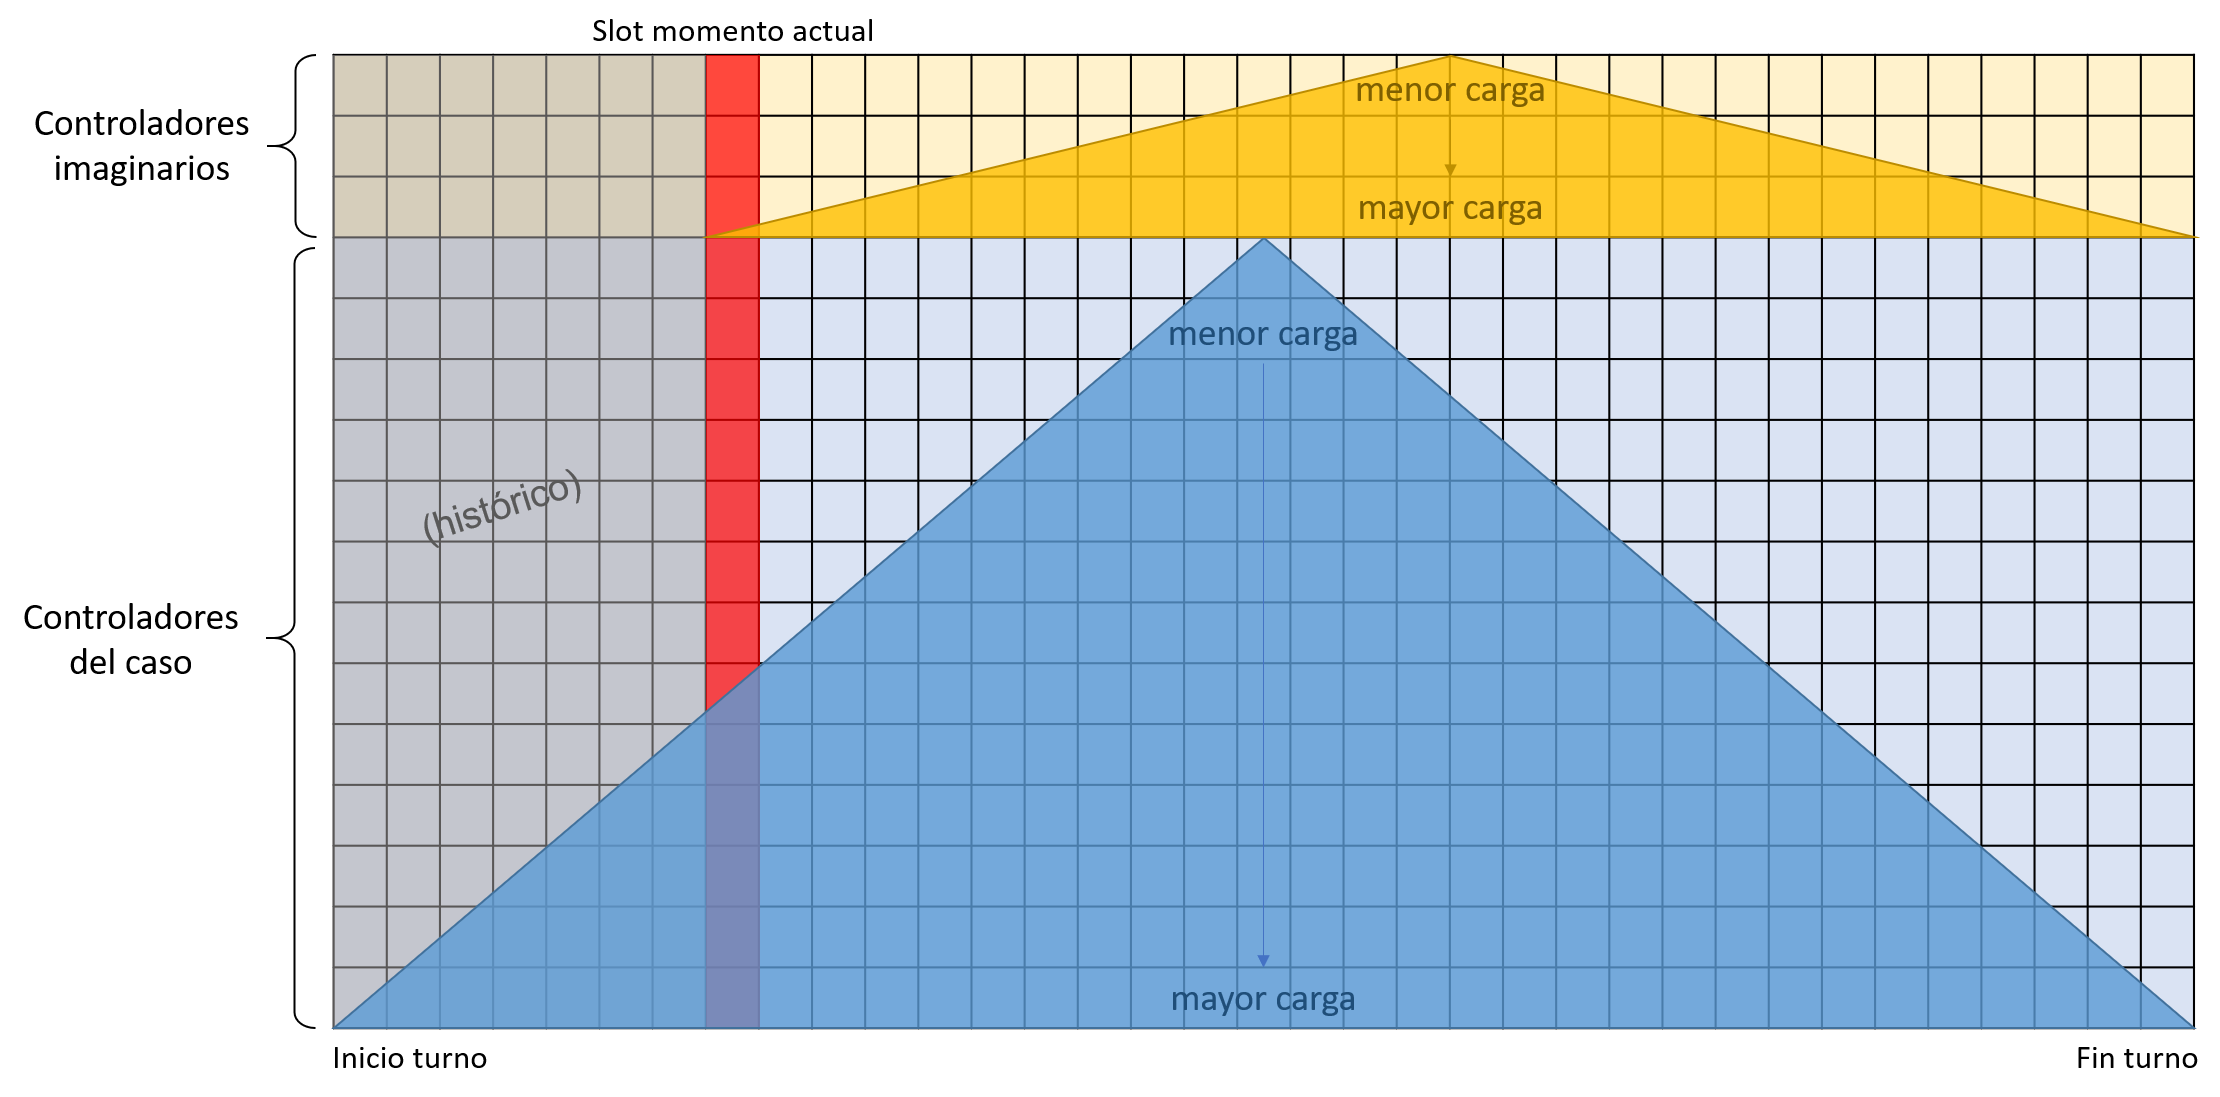 Slot momento actual
Controladores
imaginarios
menor carga
mayor carga
menor carga
(histórico)
Controladores
del caso
mayor carga
Inicio turno
Fin turno